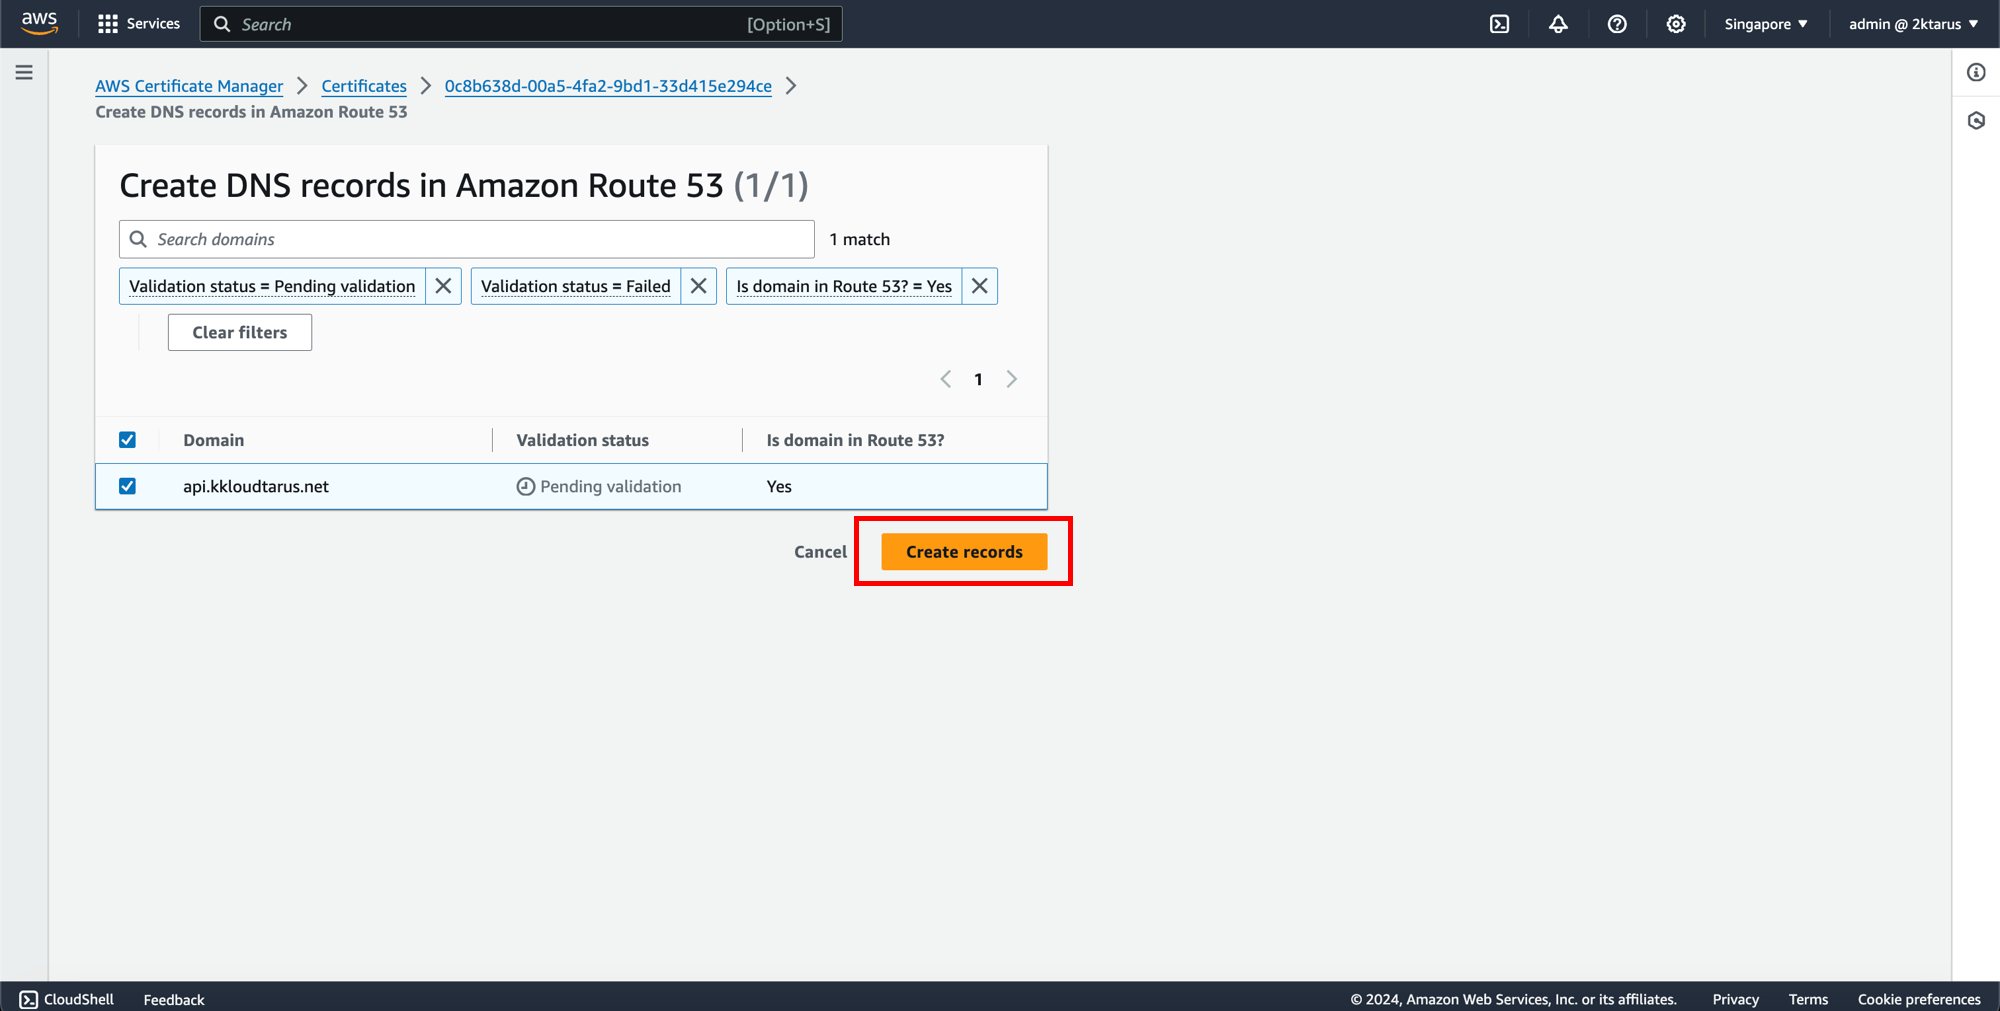 aws Services Search [Option+S] Singapore admin @ 2ktarus
AWS Certificate Manager Certificates 0c8b638d-00a5-4fa2-9bd1-33d415e294ce
Create DNS records in Amazon Route 53
Create DNS records in Amazon Route 53 (1/1)
Search domains 1 match
Validation status = Pending validation Validation status = Failed Is domain in Route 53? = Yes
Clear filters
1
Domain Validation status Is domain in Route 53?
api.kkloudtarus.net Pending validation Yes
Cancel Create records
CloudShell Feedback © 2024, Amazon Web Services, Inc. or its affiliates. Privacy Terms Cookie preferences